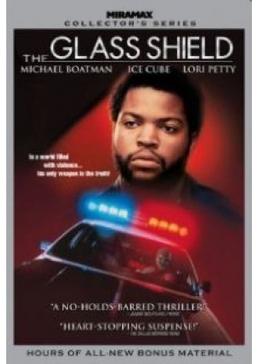 MIRAMAX
COLLECTOR'S SERIES
THE GLASS SHIELD
MICHAEL BOATMAN ICE CUBE LORI PETTY
In a world filled
with violence...
his only weapon is the truth!
"A NO-HOLDS-BARRED THRILLER."
"HEART-STOPPING SUSPENSE!"
HOURS OF ALL-NEW BONUS MATERIAL